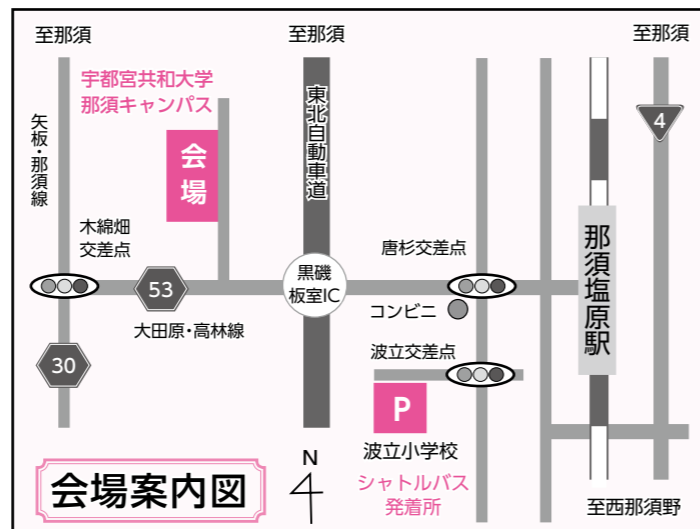 至那須
至那須
至那須
宇都宮共和大学
那須キャンパス
矢板・那須線
会場
東北自動車道
4
木綿畑
交差点
唐杉交差点
53
黒磯
板室IC
那須塩原駅
コンビニ
大田原・高林線
波立交差点
30
P
波立小学校
N
シャトルバス
発着所
会場案内図
至西那須野